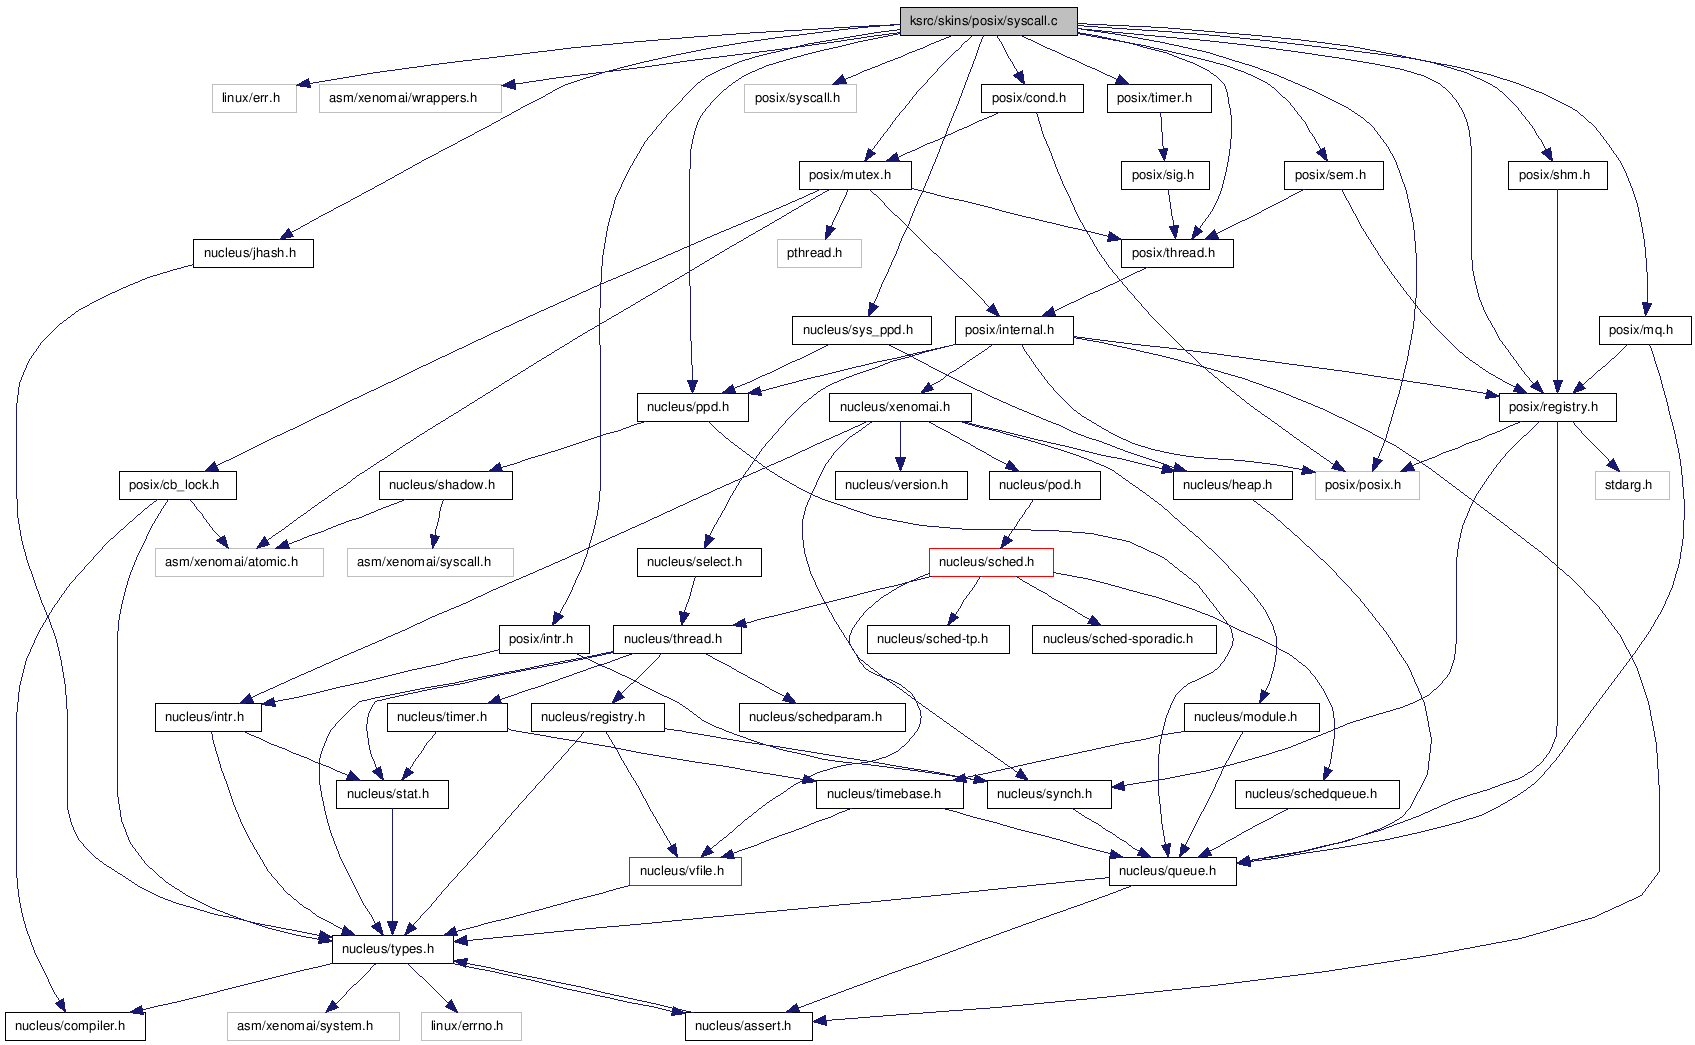 ksrc/skins/posix/syscall.c
linux/err.h
asm/xenomai/wrappers.h
posix/syscall.h
posix/cond.h
posix/timer.h
posix/mutex.h
posix/sig.h
posix/sem.h
posix/shm.h
nucleus/jhash.h
pthread.h
posix/thread.h
nucleus/sys_ppd.h
posix/internal.h
posix/mq.h
nucleus/ppd.h
nucleus/xenomai.h
posix/registry.h
posix/cb_lock.h
nucleus/shadow.h
nucleus/version.h
nucleus/pod.h
nucleus/heap.h
posix/posix.h
stdarg.h
asm/xenomai/atomic.h
asm/xenomai/syscall.h
nucleus/select.h
nucleus/sched.h
posix/intr.h
nucleus/thread.h
nucleus/sched-tp.h
nucleus/sched-sporadic.h
nucleus/intr.h
nucleus/timer.h
nucleus/registry.h
nucleus/schedparam.h
nucleus/module.h
nucleus/stat.h
nucleus/timebase.h
nucleus/synch.h
nucleus/schedqueue.h
nucleus/vfile.h
nucleus/queue.h
nucleus/types.h
nucleus/compiler.h
asm/xenomai/system.h
linux/errno.h
nucleus/assert.h